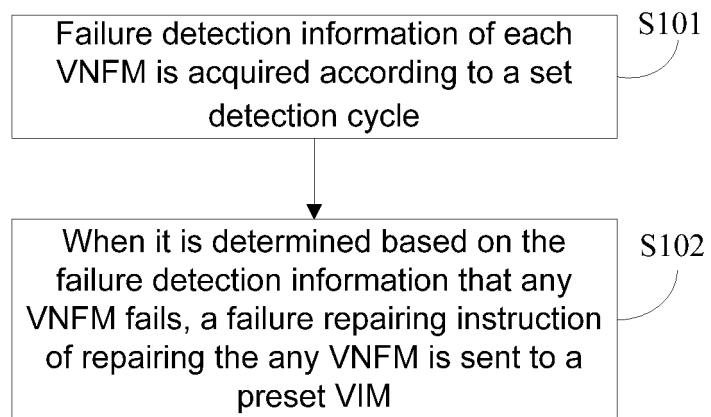 Failure detection information of each
VNFM is acquired according to a set
detection cycle
S101
When it is determined based on the
failure detection information that any
VNFM fails, a failure repairing instruction
of repairing the any VNFM is sent to a
preset VIM
S102